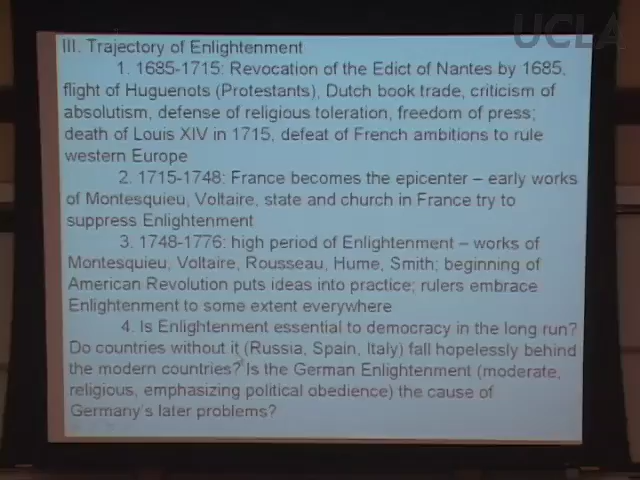 UCLA
III. Trajectory of Enlightenment
1. 1685-1715: Revocation of the Edict of Nantes by 1685,
flight of Huguenots (Protestants), Dutch book trade, criticism of
absolutism, defense of religious toleration, freedom of press;
death of Louis XIV in 1715, defeat of French ambitions to rule
western Europe
2. 1715-1748: France becomes the epicenter – early works
of Montesquieu, Voltaire, state and church in France try to
suppress Enlightenment
3. 1748-1776: high period of Enlightenment – works of
Montesquieu, Voltaire, Rousseau, Hume, Smith; beginning of
American Revolution puts ideas into practice; rulers embrace
Enlightenment to some extent everywhere
4. Is Enlightenment essential to democracy in the long run?
Do countries without it (Russia, Spain, Italy) fall hopelessly behind
the modern countries? Is the German Enlightenment (moderate,
religious, emphasizing political obedience) the cause of
Germany's later problems?